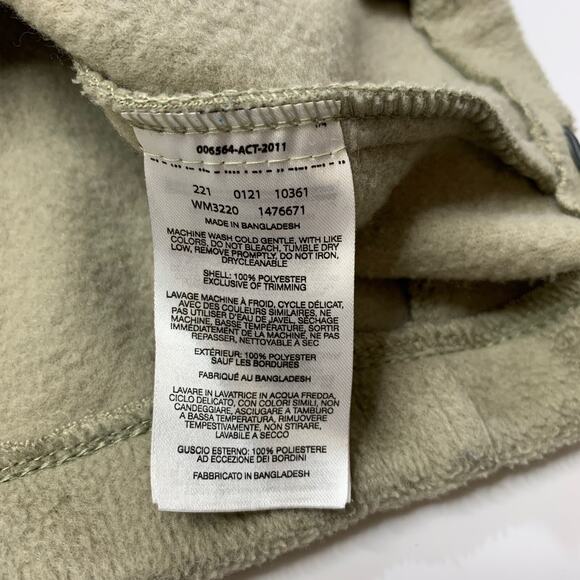 006564-ACT-2011
221 0121 10361
WM3220 1476671
MADE IN BANGLADESH
MACHINE WASH COLD GENTLE, WITH LIKE
COLORS, DO NOT BLEACH, TUMBLE DRY
LOW, REMOVE PROMPTLY, DO NOT IRON,
DRYCLEANABLE
SHELL: 100% POLYESTER
EXCLUSIVE OF TRIMMING
LAVAGE MACHINE À FROID, CYCLE DÉLICAT,
AVEC DES COULEURS SIMILAIRES, NE
PAS UTILISER D'EAU DE JAVEL, SÉCHAGE
MACHINE, BASSE TEMPÉRATURE, SORTIR
IMMÉDIATEMENT DE LA MACHINE, NE PAS
REPASSER, NETTOYABLE À SEC
EXTÉRIEUR: 100% POLYESTER
SAUF LES BORDURES
FABRIQUÉ AU BANGLADESH
LAVARE IN LAVATRICE IN ACQUA FREDDA,
CICLO DELICATO, CON COLORI SIMILI, NON
CANDEGGIARE, ASCIUGARE A TAMBURO
A BASSA TEMPERATURA, RIMUOVERE
TEMPESTIVAMENTE, NON STIRARE,
LAVABILE A SECCO
GUSCIO ESTERNO: 100% POLIESTERE
AD ECCEZIONE DEI BORDINI
FABBRICATO IN BANGLADESH